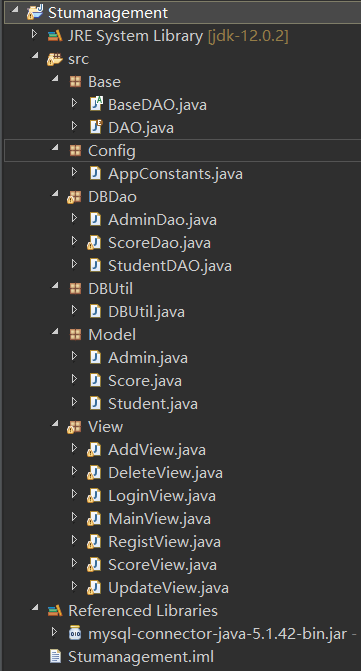 Stumanagement
JRE System Library [jdk-12.0.2]
src
Base
BaseDAO.java
DAO.java
Config
AppConstants.java
DBDao
AdminDao.java
ScoreDao.java
StudentDAO.java
DBUtil
DBUtil.java
Model
Admin.java
Score.java
Student.java
View
AddView.java
DeleteView.java
LoginView.java
MainView.java
RegistView.java
ScoreView.java
UpdateView.java
Referenced Libraries
mysql-connector-java-5.1.42-bin.jar -
Stumanagement.iml